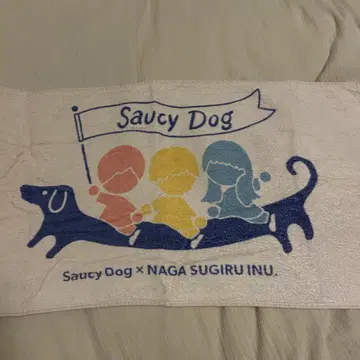 Saucy Dog
Saucy Dog × NAGA SUGIRU INU.